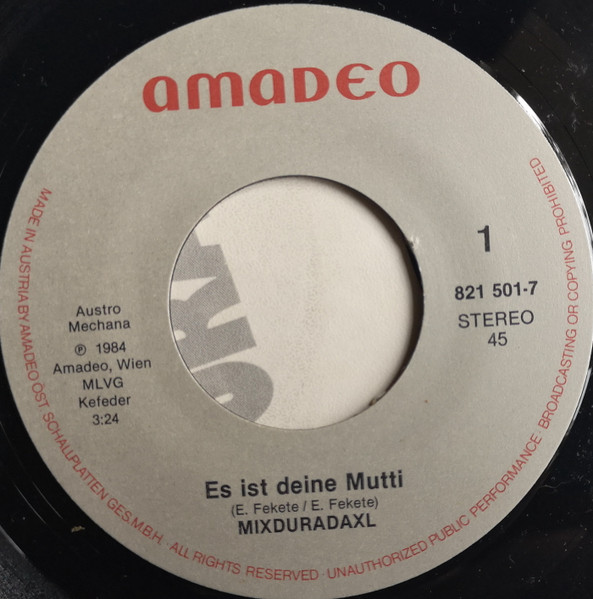 amaDEO
1
821 501-7
STEREO
45
Austro
Mechana
℗ 1984
Amadeo, Wien
MLVG
Kefeder
3:24
Es ist deine Mutti
(E. Fekete / E. Fekete)
MIXDURADAXL
MADE IN AUSTRIA BY AMADEO ÖST. SCHALLPLATTEN GES.M.B.H. · ALL RIGHTS RESERVED · UNAUTHORIZED PUBLIC PERFORMANCE · BROADCASTING OR COPYING PROHIBITED